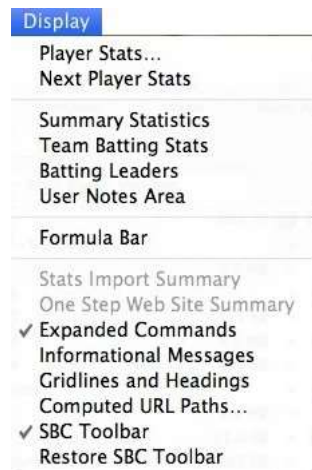 Display
Player Stats...
Next Player Stats
Summary Statistics
Team Batting Stats
Batting Leaders
User Notes Area
Formula Bar
Stats Import Summary
One Step Web Site Summary
✓ Expanded Commands
Informational Messages
Gridlines and Headings
Computed URL Paths...
✓ SBC Toolbar
Restore SBC Toolbar